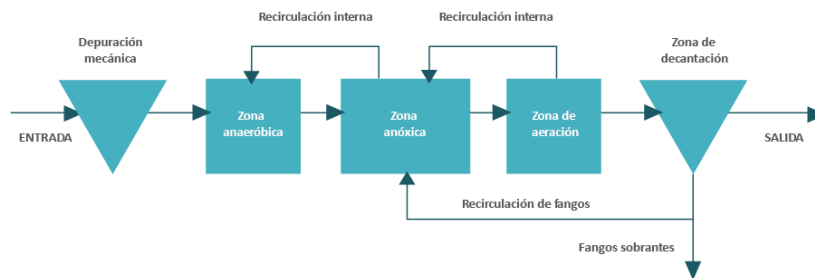 Recirculación interna
Recirculación interna
Depuración
mecánica
Zona de
decantación
Zona
anaeróbica
Zona
anóxica
Zona de
aeración
ENTRADA
SALIDA
Recirculación de fangos
Fangos sobrantes